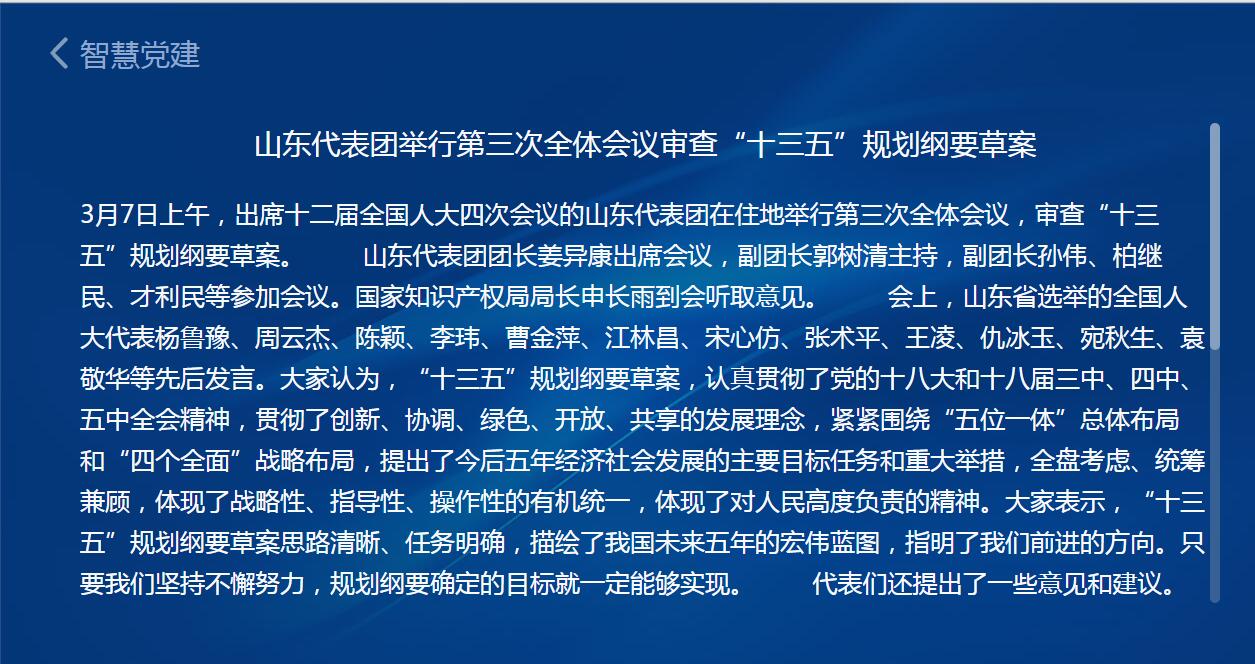 智慧党建
山东代表团举行第三次全体会议审查“十三五”规划纲要草案
3月7日上午，出席十二届全国人大四次会议的山东代表团在住地举行第三次全体会议，审查“十三
五”规划纲要草案。 山东代表团团长姜异康出席会议，副团长郭树清主持，副团长孙伟、柏继
民、才利民等参加会议。国家知识产权局局长申长雨到会听取意见。 会上，山东省选举的全国人
大代表杨鲁豫、周云杰、陈颖、李玮、曹金萍、江林昌、宋心仿、张术平、王凌、仇冰玉、宛秋生、袁
敬华等先后发言。大家认为，“十三五”规划纲要草案，认真贯彻了党的十八大和十八届三中、四中、
五中全会精神，贯彻了创新、协调、绿色、开放、共享的发展理念，紧紧围绕“五位一体”总体布局
和“四个全面”战略布局，提出了今后五年经济社会发展的主要目标任务和重大举措，全盘考虑、统筹
兼顾，体现了战略性、指导性、操作性的有机统一，体现了对人民高度负责的精神。大家表示，“十三
五”规划纲要草案思路清晰、任务明确，描绘了我国未来五年的宏伟蓝图，指明了我们前进的方向。只
要我们坚持不懈努力，规划纲要确定的目标就一定能够实现。 代表们还提出了一些意见和建议。